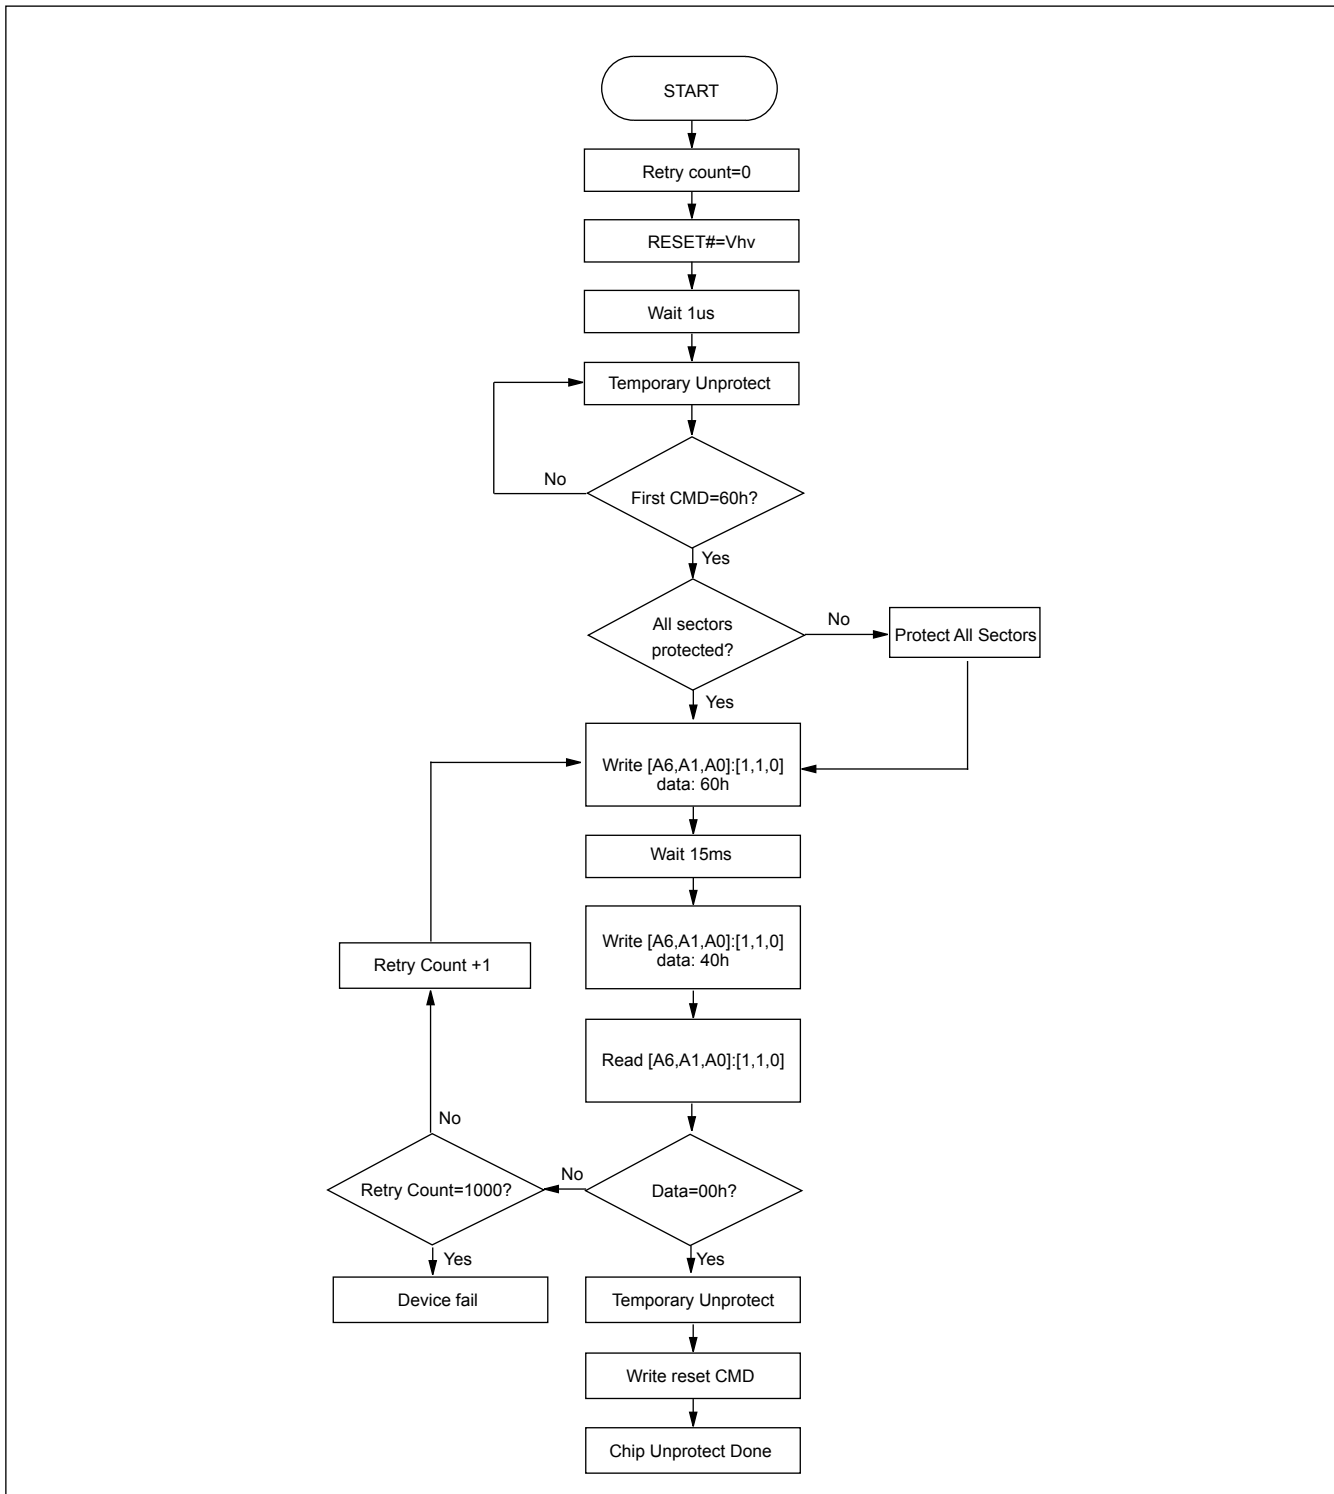 START
Retry count=0
RESET#=Vhv
Wait 1us
Temporary Unprotect
No
First CMD=60h?
Yes
All sectors
protected?
No
Protect All Sectors
Yes
Write [A6,A1,A0]:[1,1,0]
data: 60h
Wait 15ms
Write [A6,A1,A0]:[1,1,0]
data: 40h
Retry Count +1
Read [A6,A1,A0]:[1,1,0]
No
Retry Count=1000?
No
Data=00h?
Yes
Yes
Device fail
Temporary Unprotect
Write reset CMD
Chip Unprotect Done